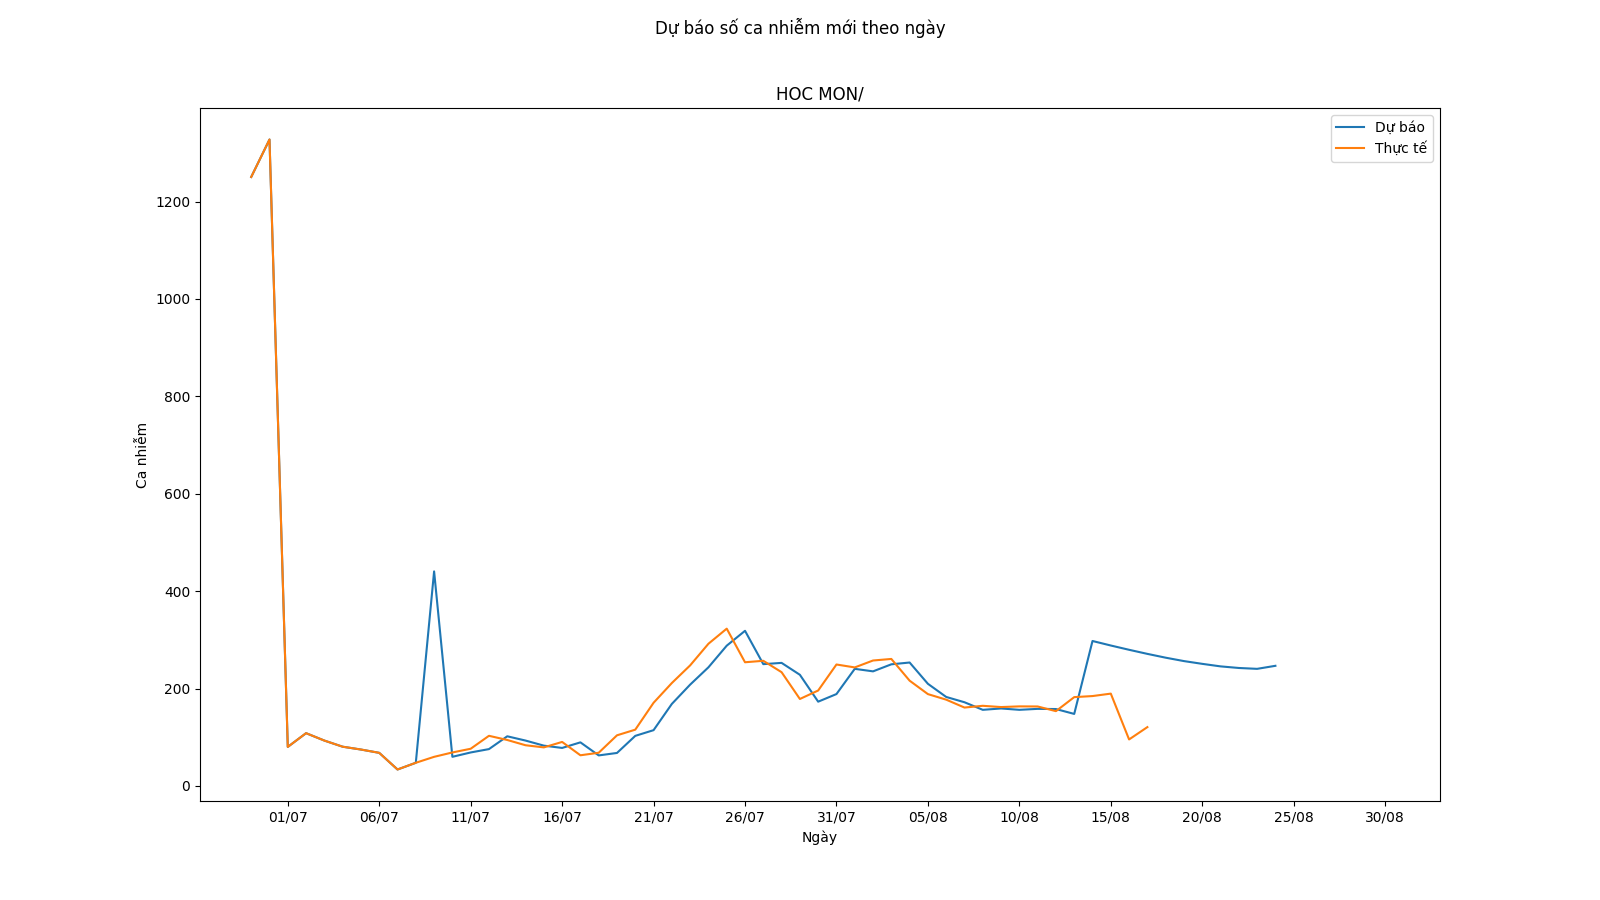 Dự báo số ca nhiễm mới theo ngày
HOC MON/
Dự báo
Thực tế
1200
1000
800
600
400
200
0
Ca nhiễm
01/07 06/07 11/07 16/07 21/07 26/07 31/07 05/08 10/08 15/08 20/08 25/08 30/08
Ngày